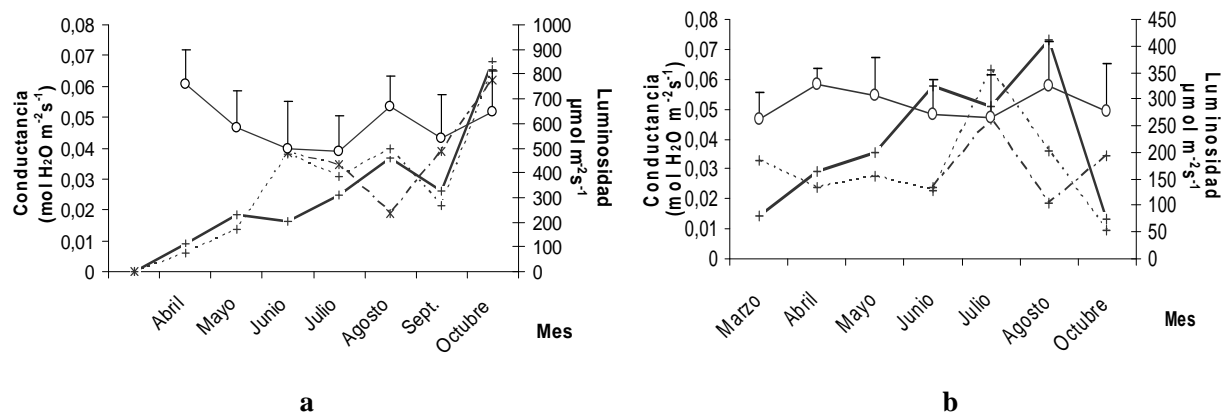 0,08
0,07
0,06
0,05
0,04
0,03
0,02
0,01
0
Conductancia
(mol H₂O m⁻²s⁻¹)
1000
900
800
700
600
500
400
300
200
100
0
Luminosidad
µmol m⁻²s⁻¹
Abril
Mayo
Junio
Julio
Agosto
Sept.
Octubre
Mes
a
0,08
0,07
0,06
0,05
0,04
0,03
0,02
0,01
0
Conductancia
(mol H₂O m⁻²s⁻¹)
450
400
350
300
250
200
150
100
50
0
Luminosidad
µmol m⁻²s⁻¹
Marzo
Abril
Mayo
Junio
Julio
Agosto
Octubre
Mes
b